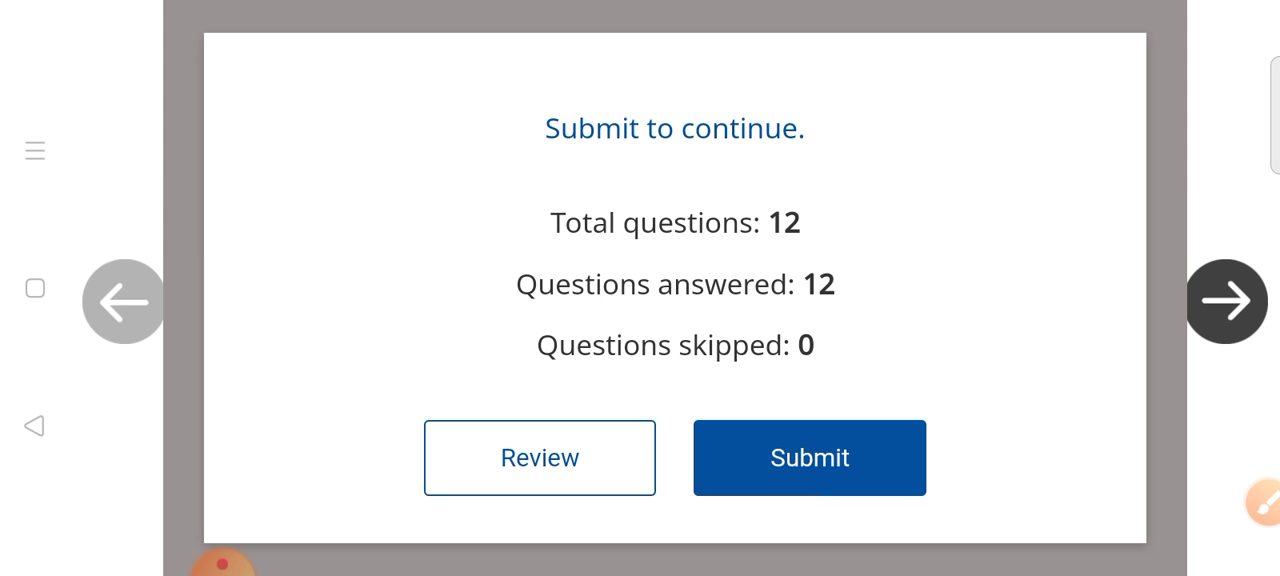 Submit to continue.
Total questions: 12
Questions answered: 12
Questions skipped: 0
Review
Submit